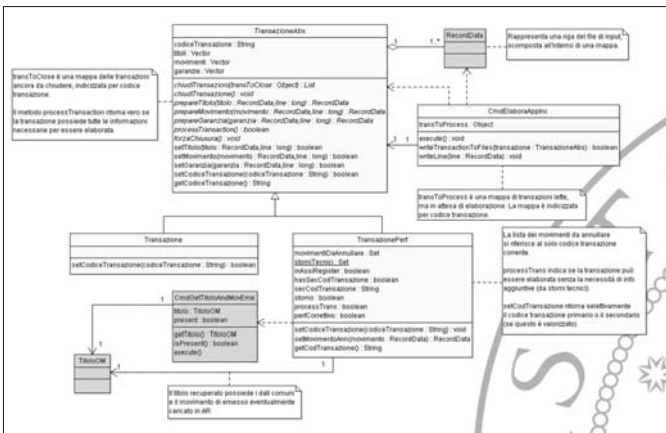 TransazioneAbs
codiceTransazione : String
titoli : Vector
movimenti : Vector
garanzie : Vector
chiudiTransazioni(transToClose : Object) : List
chiudiTransazione() : void
prepareTitolo(titolo : RecordData,line : long) : RecordData
prepareMovimento(movimento : RecordData,line : long) : RecordData
prepareGaranzia(garanzia : RecordData,line : long) : RecordData
processTransaction() : boolean
forzaChiusura() : void
setTitolo(titolo : RecordData,line : long) : boolean
setMovimento(movimento : RecordData,line : long) : boolean
setGaranzia(garanzia : RecordData,line : long) : boolean
setCodiceTransazione(codiceTransazione : String) : boolean
getCodiceTransazione() : String
1
1..*
RecordData
Rappresenta una riga del file di input,
scomposta all'interno di una mappa
transToClose è una mappa delle transazioni
ancora da chiudere, indicizzata per codice
transazione.
Il metodo processTransaction ritorna vero se
la transazione possiede tutte le informazioni
necessarie per essere elaborata.
CmdElaboraAppInc
transToProcess : Object
execute() : void
writeTransactionToFiles(transazione : TransazioneAbs) : boolean
writeLine(line : RecordData) : void
1
1
transToProcess è una mappa di transazioni lette,
ma in attesa di elaborazione. La mappa è indicizzata
per codice transazione.
Transazione
setCodiceTransazione(codiceTransazione : String) : boolean
TransazionePerf
movimentiDaAnnullare : Set
storniTecnici : Set
inAssiRegister : boolean
hasSecCodTransazione : boolean
secCodTransazione : String
storno : boolean
processTrans : boolean
perfCorrettivo : boolean
setCodiceTransazione(codiceTransazione : String) : void
setMovimentoAnn(movimento : RecordData) : RecordData
getCodTransazione() : String
La lista dei movimenti da annullare
si riferisce al solo codice transazione
corrente.
processTrans indica se la transazione può
essere elaborata senza la necessità di info
aggiuntive (da storni tecnici).
setCodTransazione ritorna selettivamente
il codice transazione primario o il secondario
(se questo è valorizzato).
CmdGetTitoloAndMovEme
titolo : TitoloOM
present : boolean
getTitolo() : TitoloOM
isPresent() : boolean
execute()
1
1
TitoloOM
1
1
Il titolo recuperato possiede i dati comuni
e il movimento di emesso eventualmente
caricato in AR.